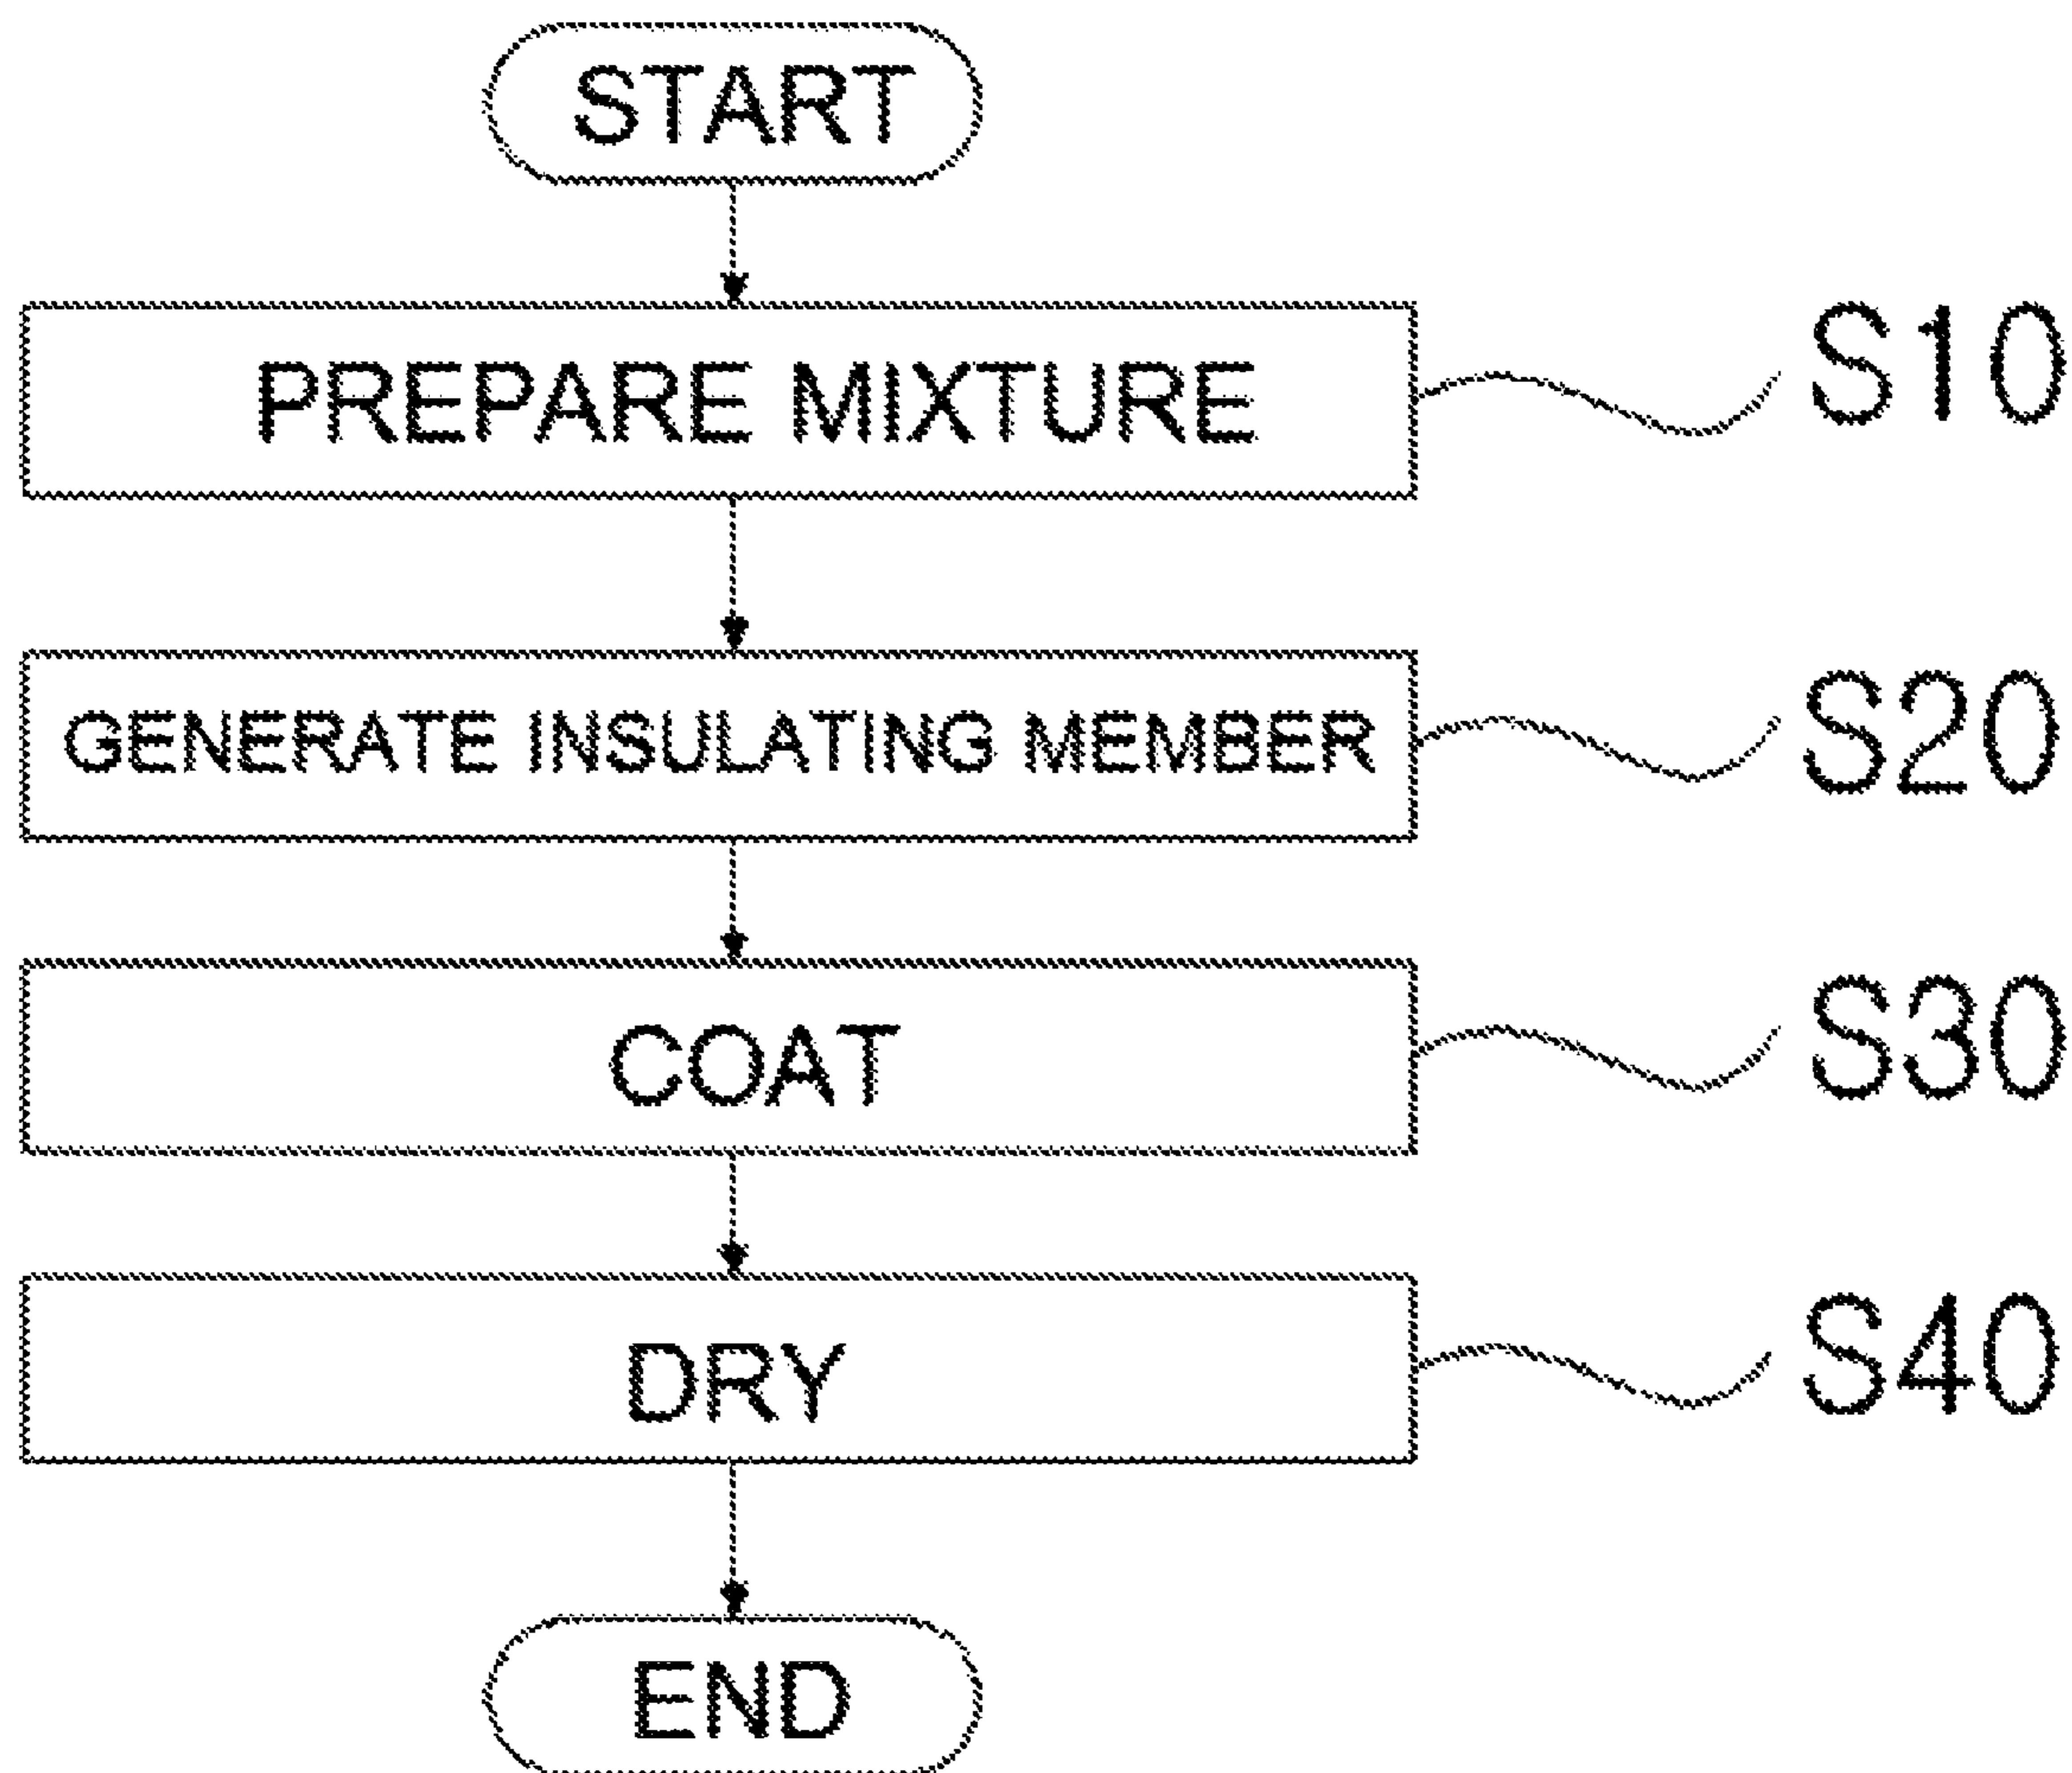 START
PREPARE MIXTURE
S10
GENERATE INSULATING MEMBER
S20
COAT
S30
DRY
S40
END